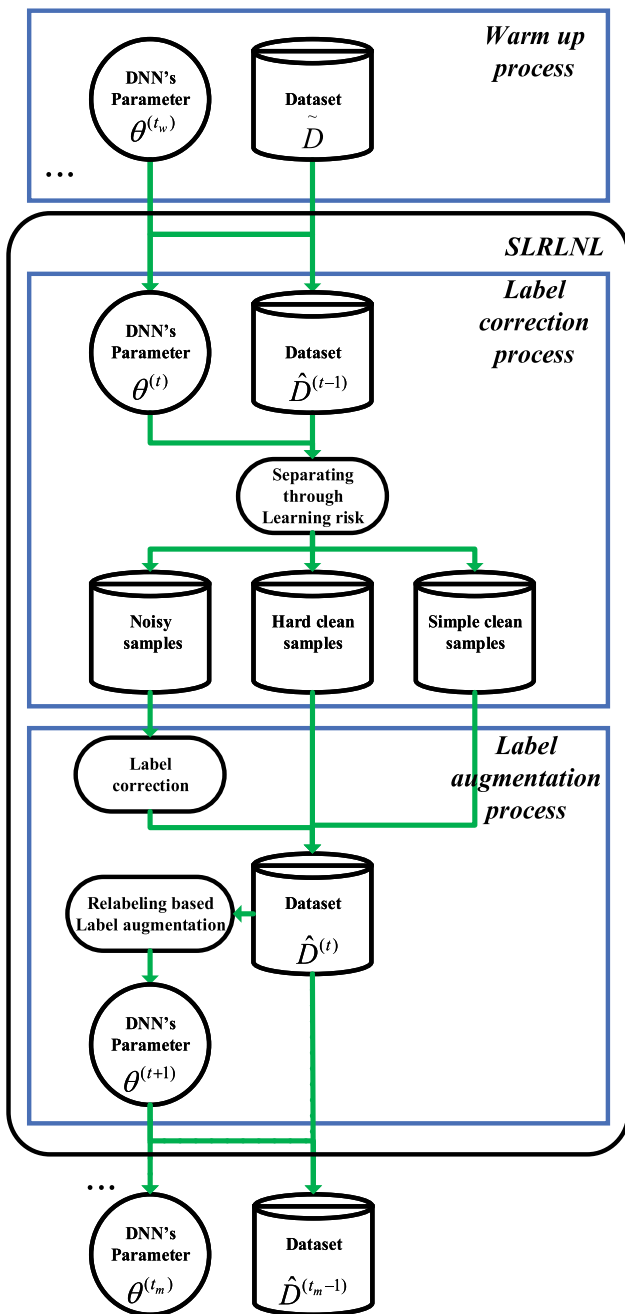 Warm up
process
DNN's
Parameter
θ^(t_w)
Dataset
D̃
...
SLRLNL
Label
correction
process
DNN's
Parameter
θ^(t)
Dataset
D̂^(t−1)
Separating
through
Learning risk
Noisy
samples
Hard clean
samples
Simple clean
samples
Label
augmentation
process
Label
correction
Dataset
D̂^(t)
Relabeling based
Label augmentation
DNN's
Parameter
θ^(t+1)
...
DNN's
Parameter
θ^(t_m)
Dataset
D̂^(t_m−1)